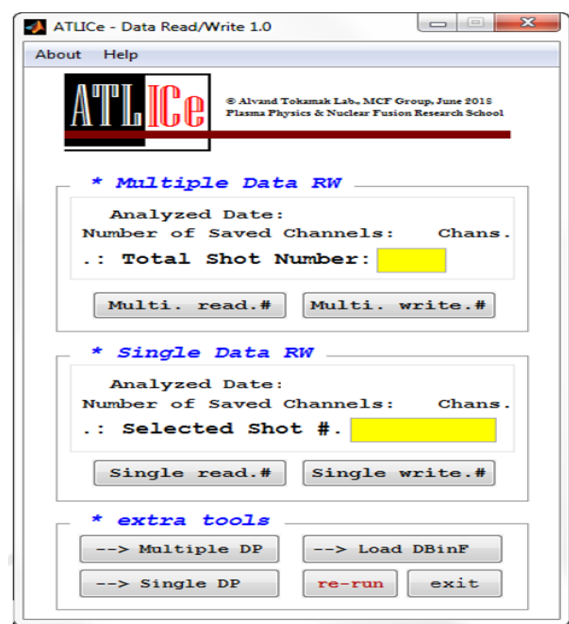 ATLICe - Data Read/Write 1.0
About Help
ATLICe
© Alvand Tokamak Lab., MCF Group, June 2015
Plasma Physics & Nuclear Fusion Research School
* Multiple Data RW
Analyzed Date:
Number of Saved Channels: Chans.
.: Total Shot Number:
Multi. read.# Multi. write.#
* Single Data RW
Analyzed Date:
Number of Saved Channels: Chans.
.: Selected Shot #.
Single read.# Single write.#
* extra tools
--> Multiple DP --> Load DBinF
--> Single DP re-run exit